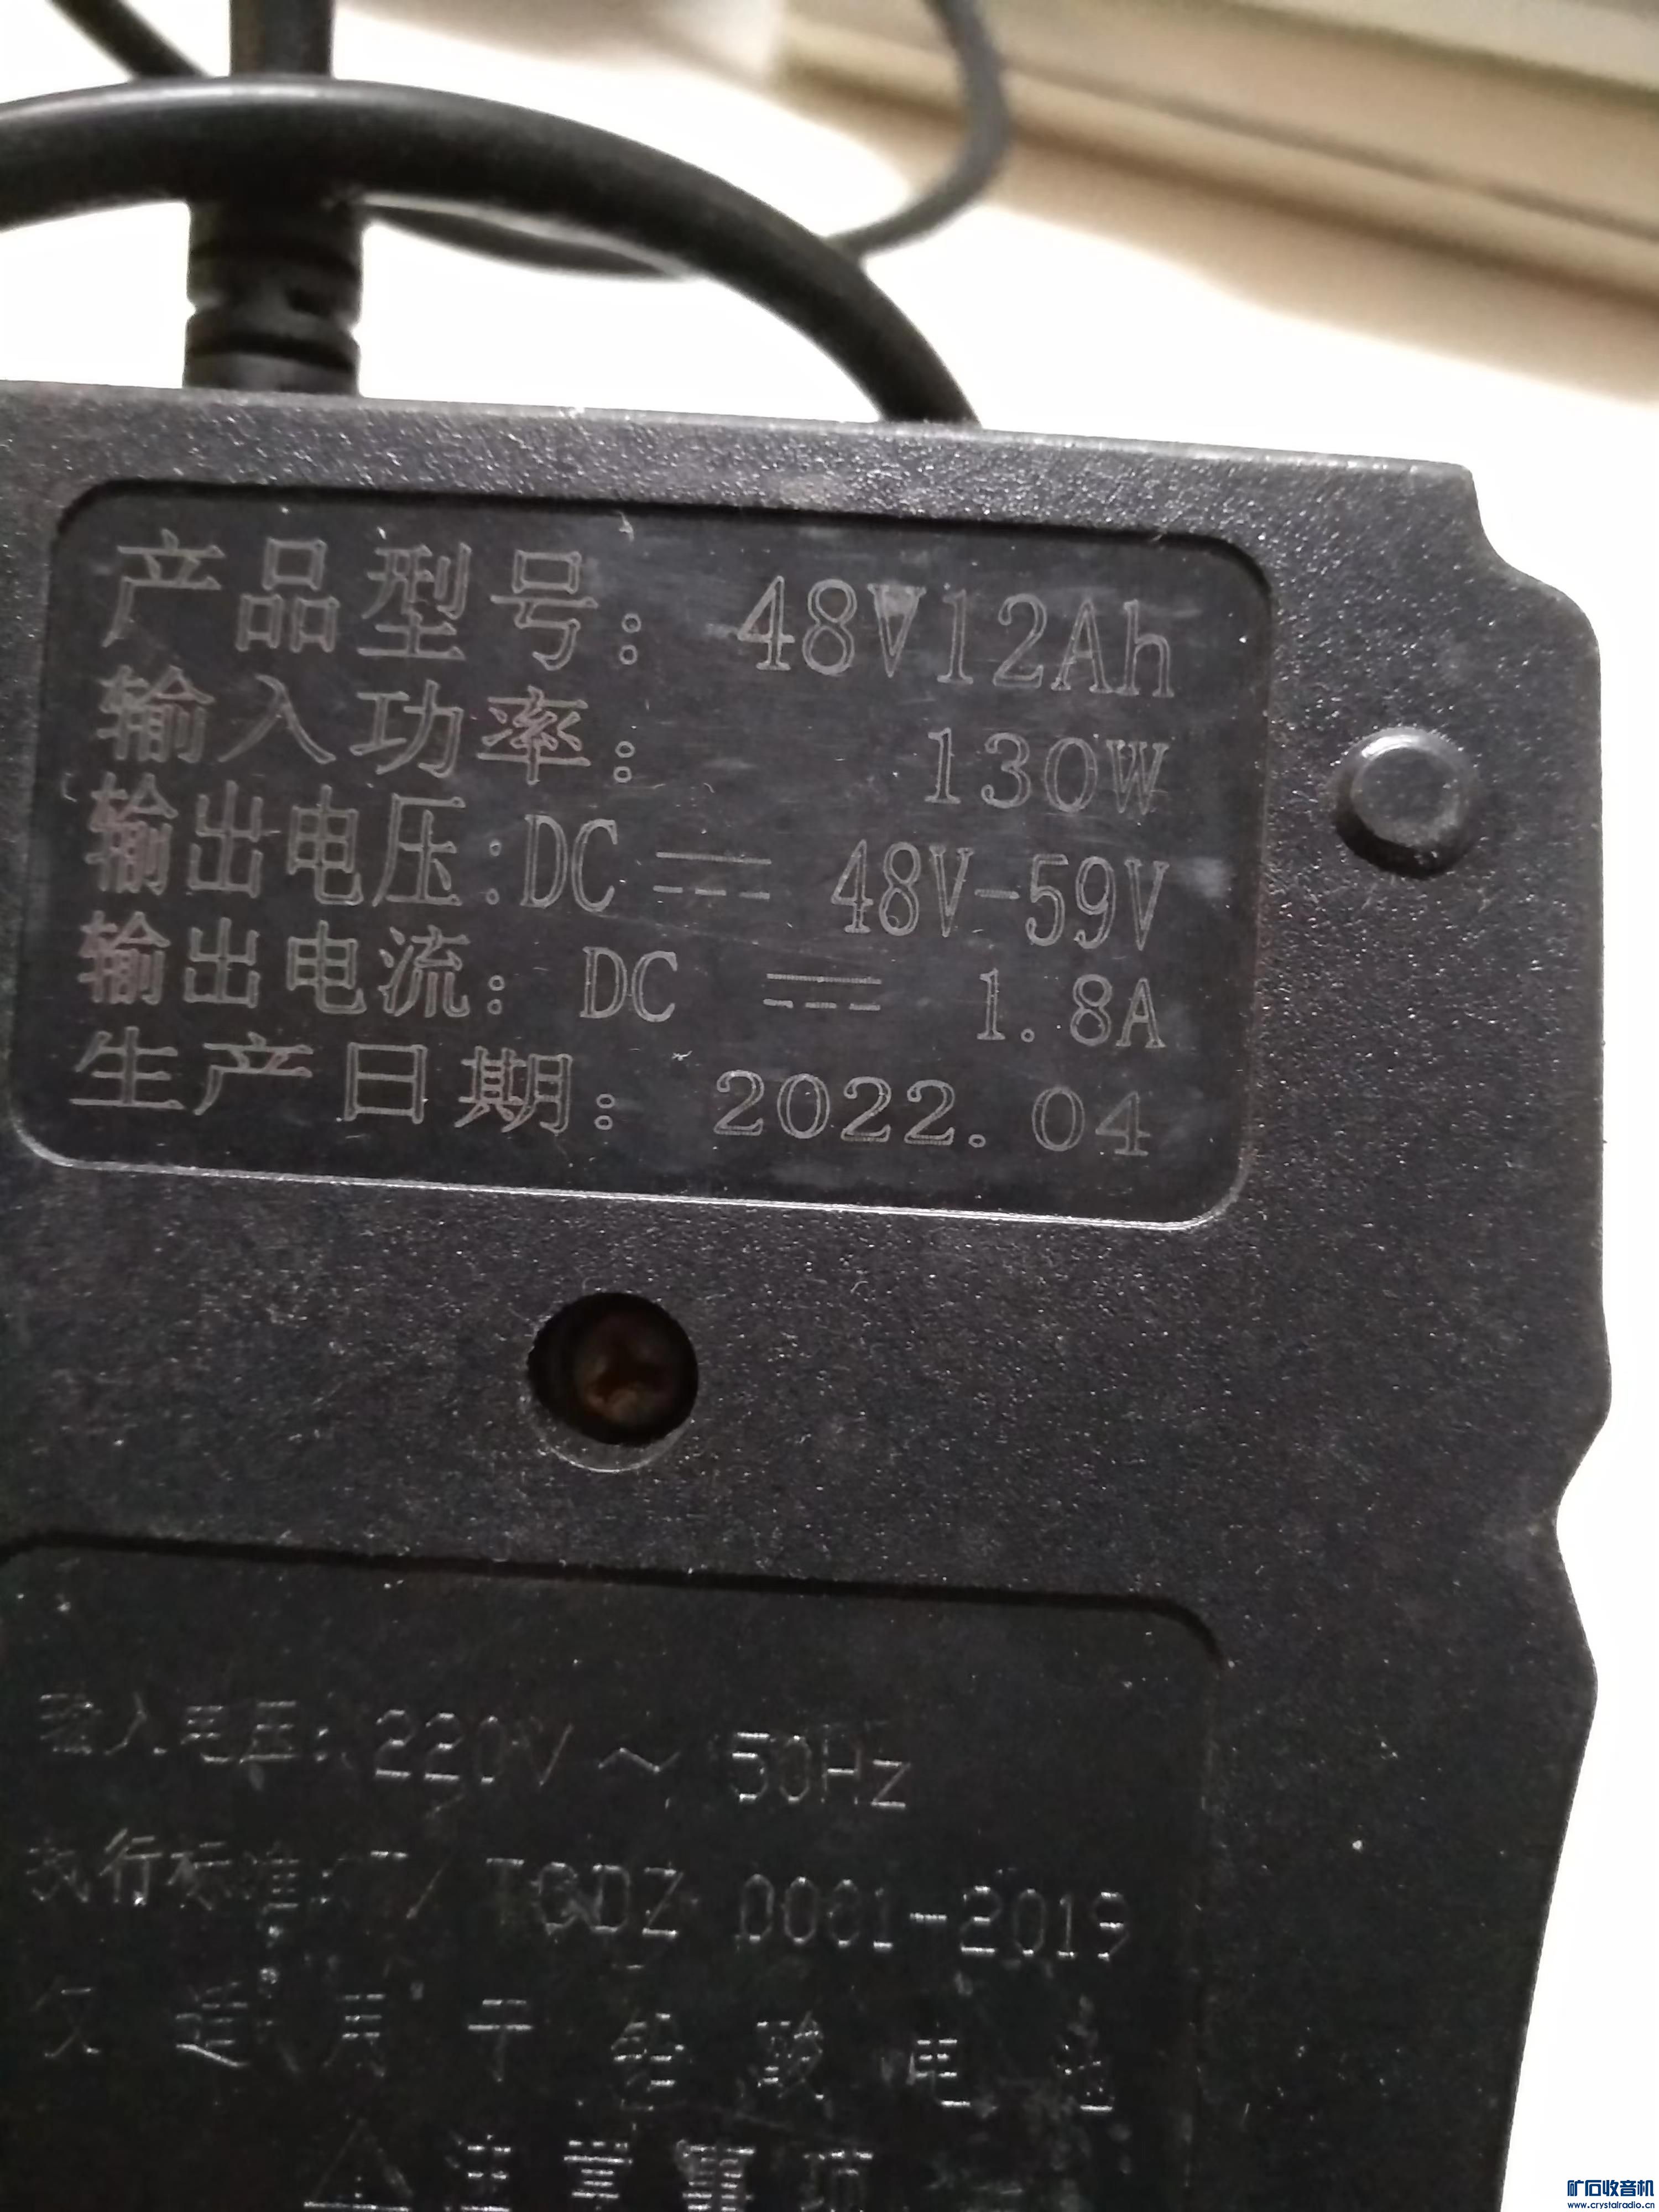 产品型号: 48V12Ah
输入功率: 130W
输出电压:DC ⎓ 48V-59V
输出电流: DC ⎓ 1.8A
生产日期: 2022.04
输入电压: 220V ~ 50Hz
执行标准: TGDZ 0001-2019
仅适用于铅酸电池
注意事项
矿石收音机
www.crystalradio.cn